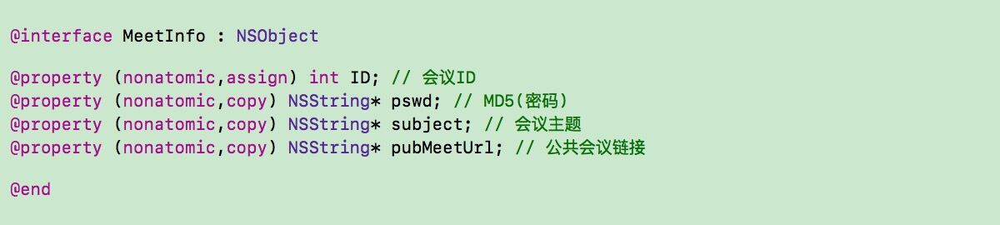 @interface MeetInfo : NSObject
@property (nonatomic,assign) int ID; // 会议ID
@property (nonatomic,copy) NSString* pswd; // MD5(密码)
@property (nonatomic,copy) NSString* subject; // 会议主题
@property (nonatomic,copy) NSString* pubMeetUrl; // 公共会议链接
@end